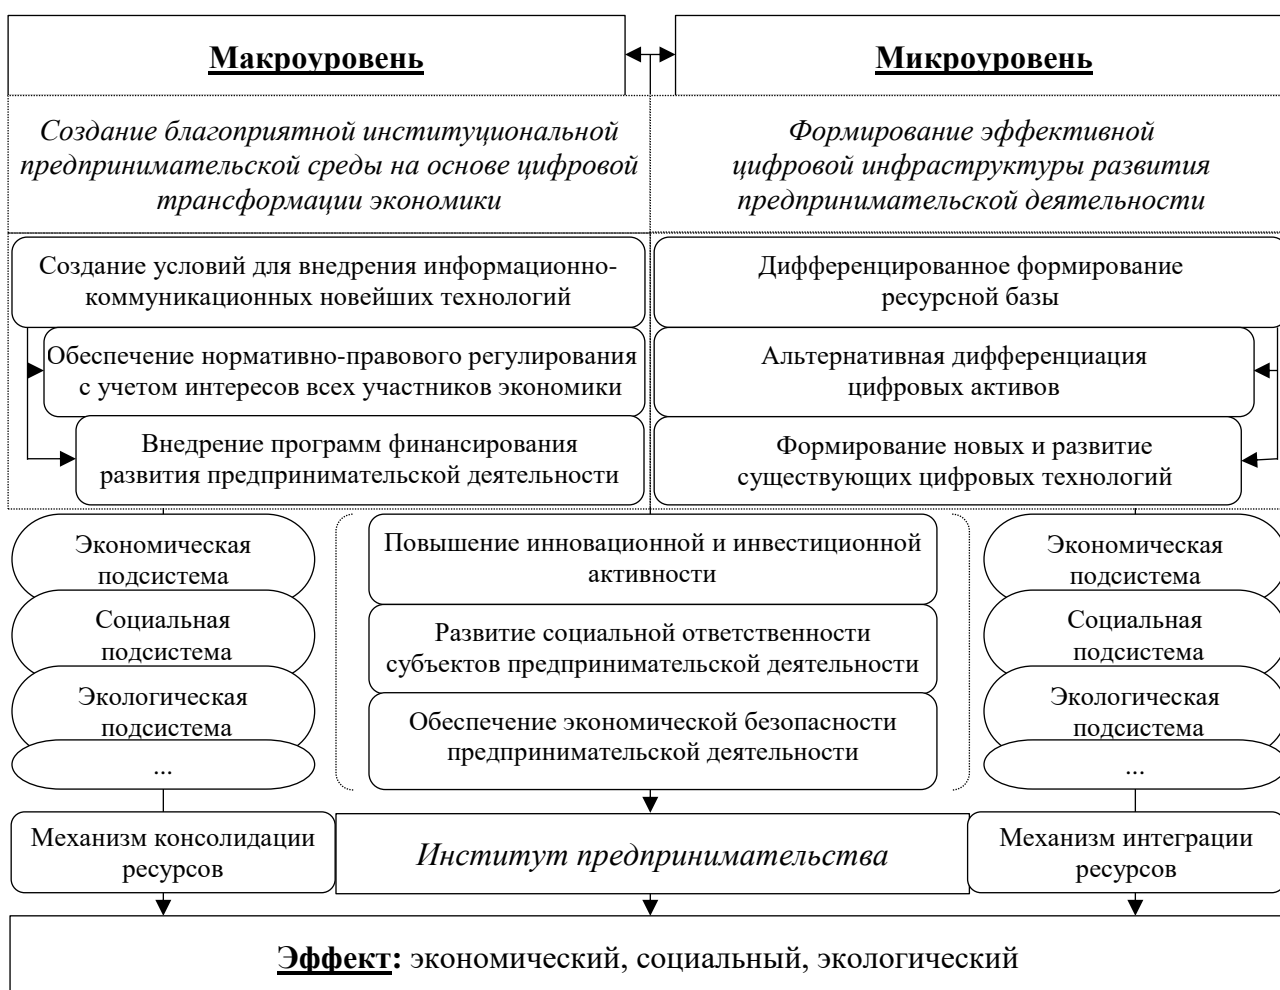 Макроуровень
Микроуровень
Создание благоприятной институциональной
предпринимательской среды на основе цифровой
трансформации экономики
Формирование эффективной
цифровой инфраструктуры развития
предпринимательской деятельности
Создание условий для внедрения информационно-
коммуникационных новейших технологий
Дифференцированное формирование
ресурсной базы
Обеспечение нормативно-правового регулирования
с учетом интересов всех участников экономики
Альтернативная дифференциация
цифровых активов
Внедрение программ финансирования
развития предпринимательской деятельности
Формирование новых и развитие
существующих цифровых технологий
Экономическая
подсистема
Социальная
подсистема
Экологическая
подсистема
...
Повышение инновационной и инвестиционной
активности
Развитие социальной ответственности
субъектов предпринимательской деятельности
Обеспечение экономической безопасности
предпринимательской деятельности
Экономическая
подсистема
Социальная
подсистема
Экологическая
подсистема
...
Механизм консолидации
ресурсов
Институт предпринимательства
Механизм интеграции
ресурсов
Эффект: экономический, социальный, экологический